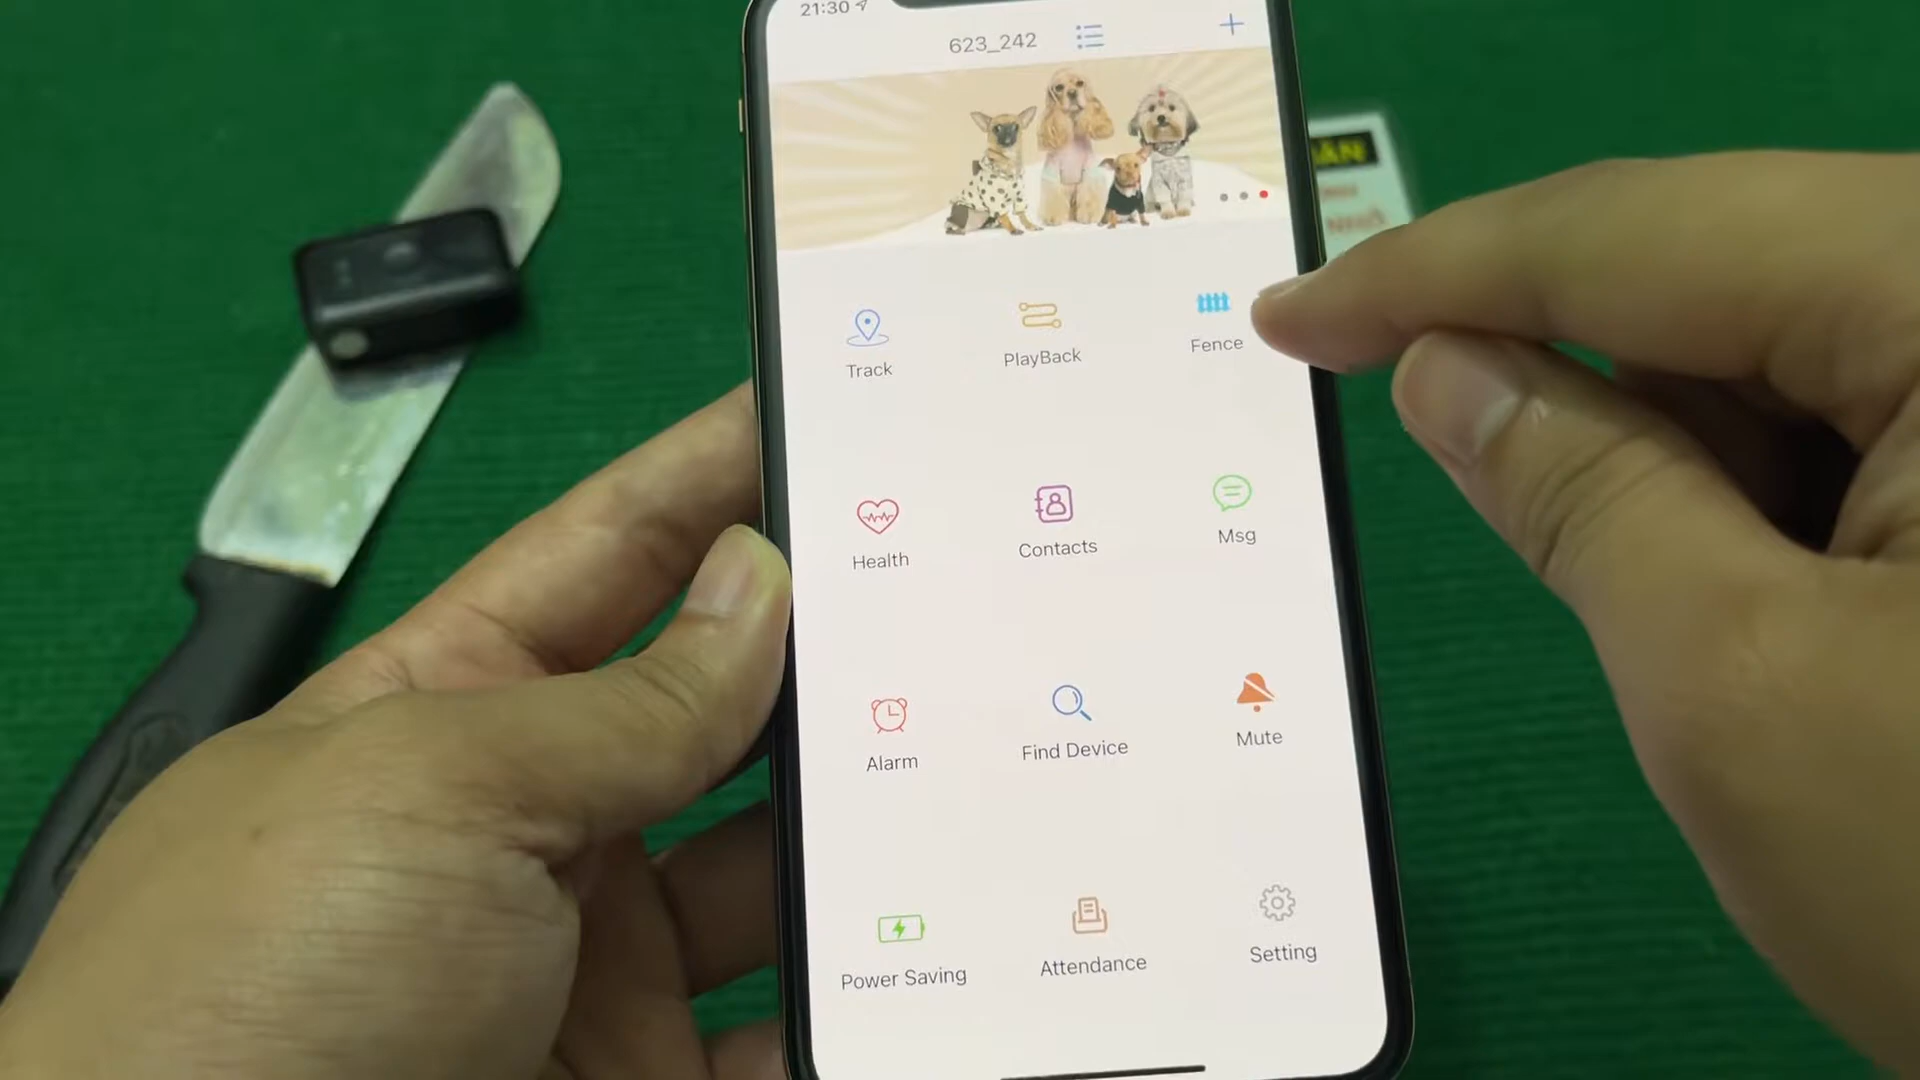 21:30
623_242
Track
PlayBack
Fence
Health
Contacts
Msg
Alarm
Find Device
Mute
Power Saving
Attendance
Setting